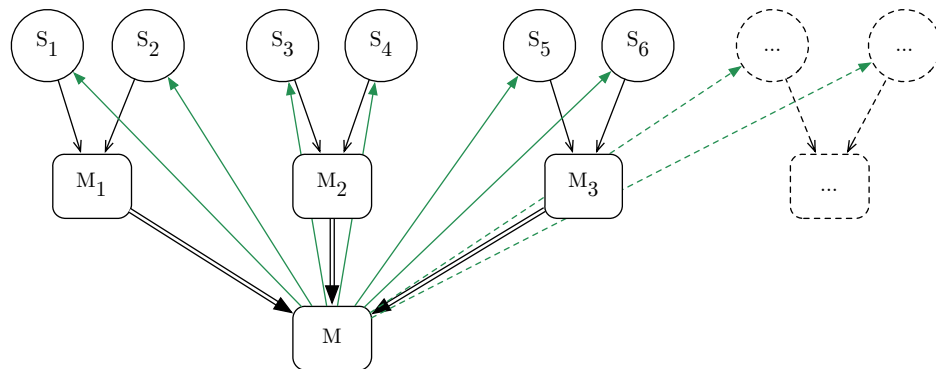 S₁ S₂ S₃ S₄ S₅ S₆ ... ...
M₁ M₂ M₃ ...
M